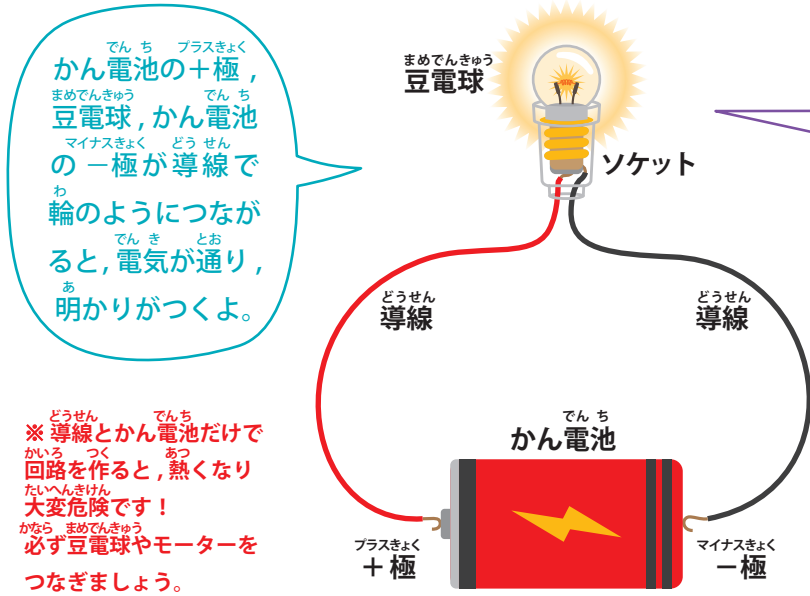 かん電池の＋極,
豆電球,かん電池
の－極が導線で
輪のようにつなが
ると,電気が通り,
明かりがつくよ。
豆電球
ソケット
導線
導線
かん電池
＋極
－極
※導線とかん電池だけで
回路を作ると,熱くなり
大変危険です！
必ず豆電球やモーターを
つなぎましょう。